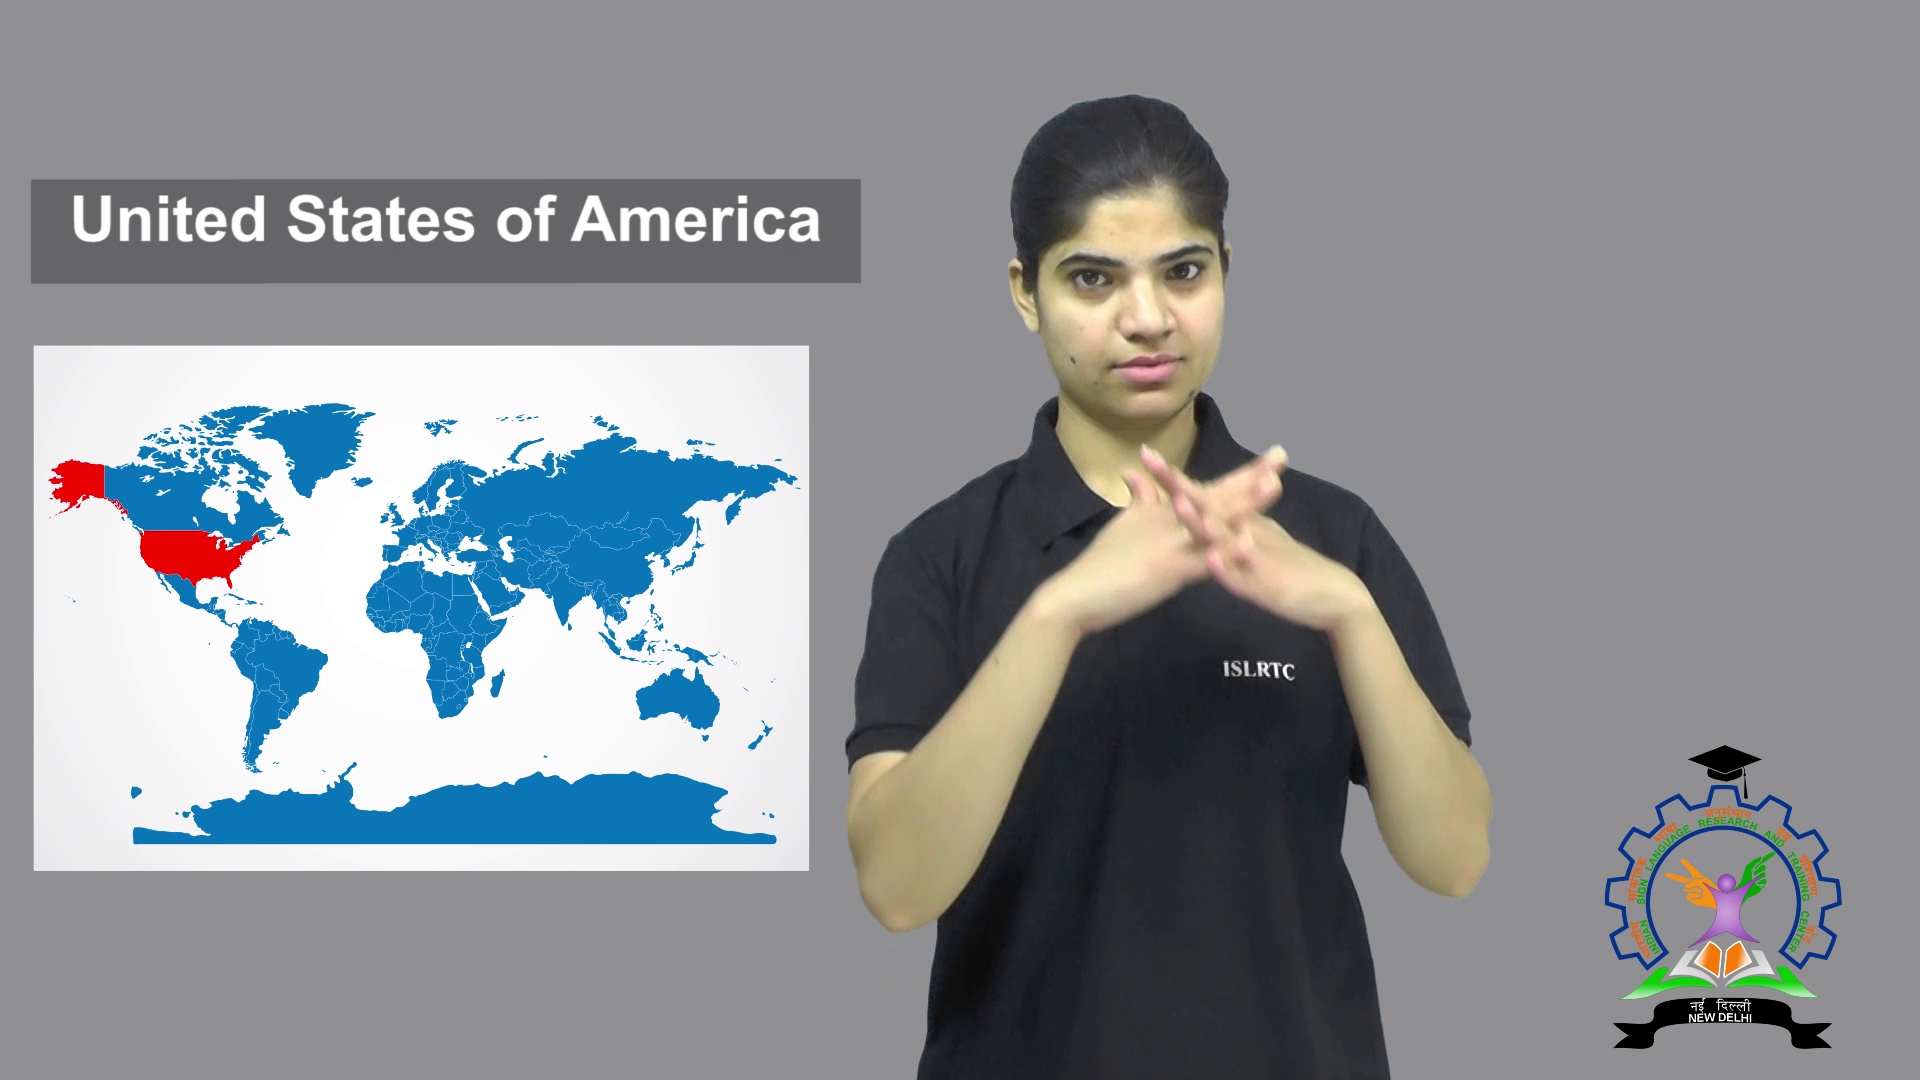 United States of America
ISLRTC
INDIAN SIGN LANGUAGE RESEARCH AND TRAINING CENTER
नई दिल्ली
NEW DELHI